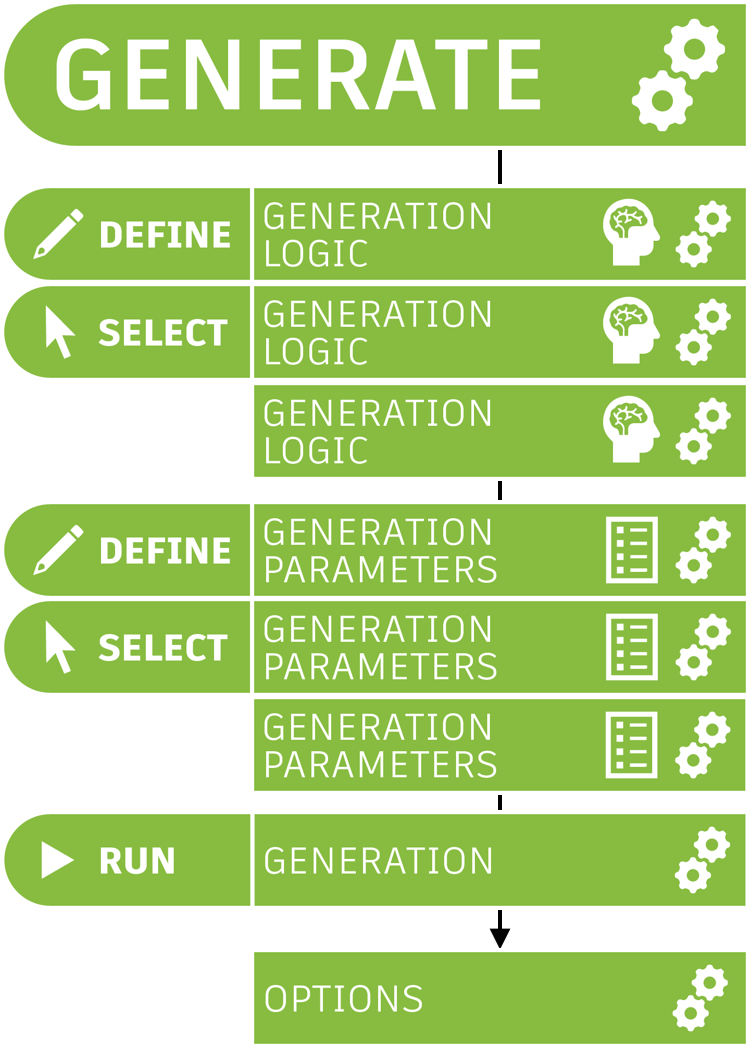 GENERATE
DEFINE
GENERATION
LOGIC
SELECT
GENERATION
LOGIC
GENERATION
LOGIC
DEFINE
GENERATION
PARAMETERS
SELECT
GENERATION
PARAMETERS
GENERATION
PARAMETERS
RUN
GENERATION
OPTIONS